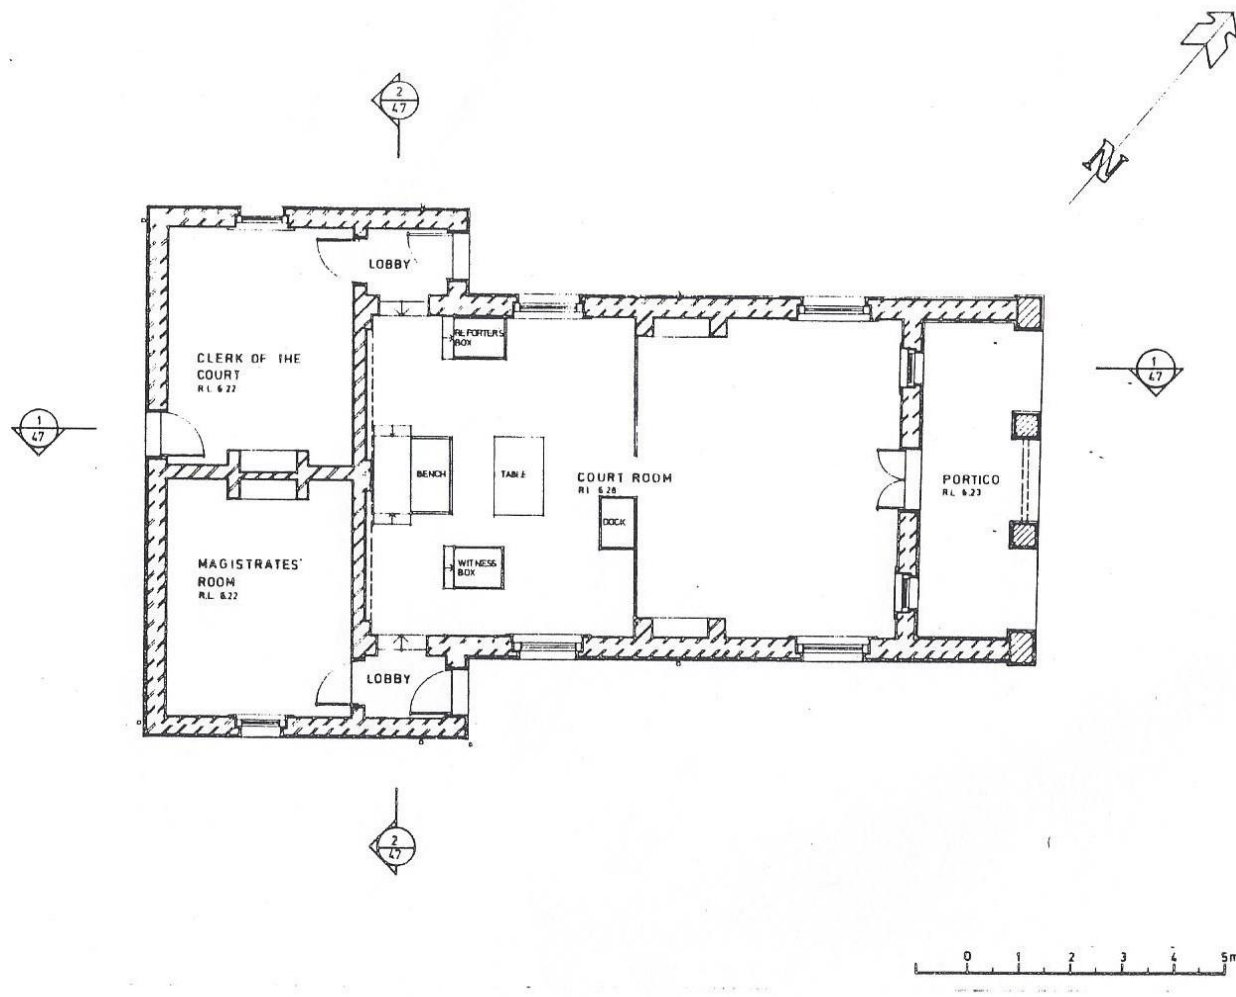 N
2
47
LOBBY
REPORTERS
BOX
CLERK OF THE
COURT
R.L. 6.22
1
47
1
47
BENCH
TABLE
COURT ROOM
R.L. 6.28
PORTICO
R.L. 6.23
DOCK
MAGISTRATES'
ROOM
R.L. 6.22
WITNESS
BOX
LOBBY
2
47
0 1 2 3 4 5m